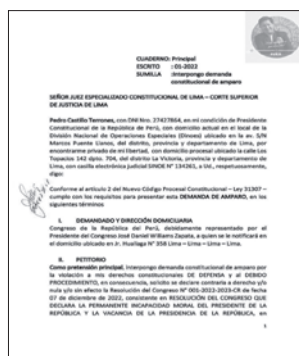 CUADERNO: Principal
ESCRITO : 01-2022
SUMILLA : Interpongo demanda
constitucional de amparo
SEÑOR JUEZ ESPECIALIZADO CONSTITUCIONAL DE LIMA – CORTE SUPERIOR
DE JUSTICIA DE LIMA
Pedro Castillo Terrones, con DNI Nro. 27427864, en mi condición de Presidente
Constitucional de la República de Perú, con domicilio actual en el local de la
División Nacional de Operaciones Especiales (Dinoes) ubicado en la av. S/N
Marcos Puente Llanos, del distrito, provincia y departamento de Lima, por
encontrarme privado de mi libertad, con domicilio procesal ubicado la calle Los
Topacios 142 dpto. 704, del distrito La Victoria, provincia y departamento de
Lima, con casilla electrónica judicial SINOE N° 134261, a Ud., respetuosamente,
digo:
Conforme al artículo 2 del Nuevo Código Procesal Constitucional – Ley 31307 –
cumplo con los requisitos para presentar esta DEMANDA DE AMPARO, en los
siguientes términos
I. DEMANDADO Y DIRECCIÓN DOMICILIARIA
Congreso de la República del Perú, debidamente representado por el
Presidente del Congreso José Daniel Williams Zapata, a quien se le notificará en
el domicilio ubicado en Jr. Huallaga N° 358 Lima – Lima – Lima – Lima.
II. PETITORIO
Como pretensión principal, interpongo demanda constitucional de amparo por
la violación a mis derechos constitucionales DE DEFENSA y al DEBIDO
PROCEDIMIENTO, en consecuencia, solicito se declare contraria a derecho y/o
nula y/o sin efecto la Resolución del Congreso N° 001-2022-2023-CR de fecha
07 de diciembre de 2022, consistente en RESOLUCIÓN DEL CONGRESO QUE
DECLARA LA PERMANENTE INCAPACIDAD MORAL DEL PRESIDENTE DE LA
REPÚBLICA Y LA VACANCIA DE LA PRESIDENCIA DE LA REPÚBLICA, en
1